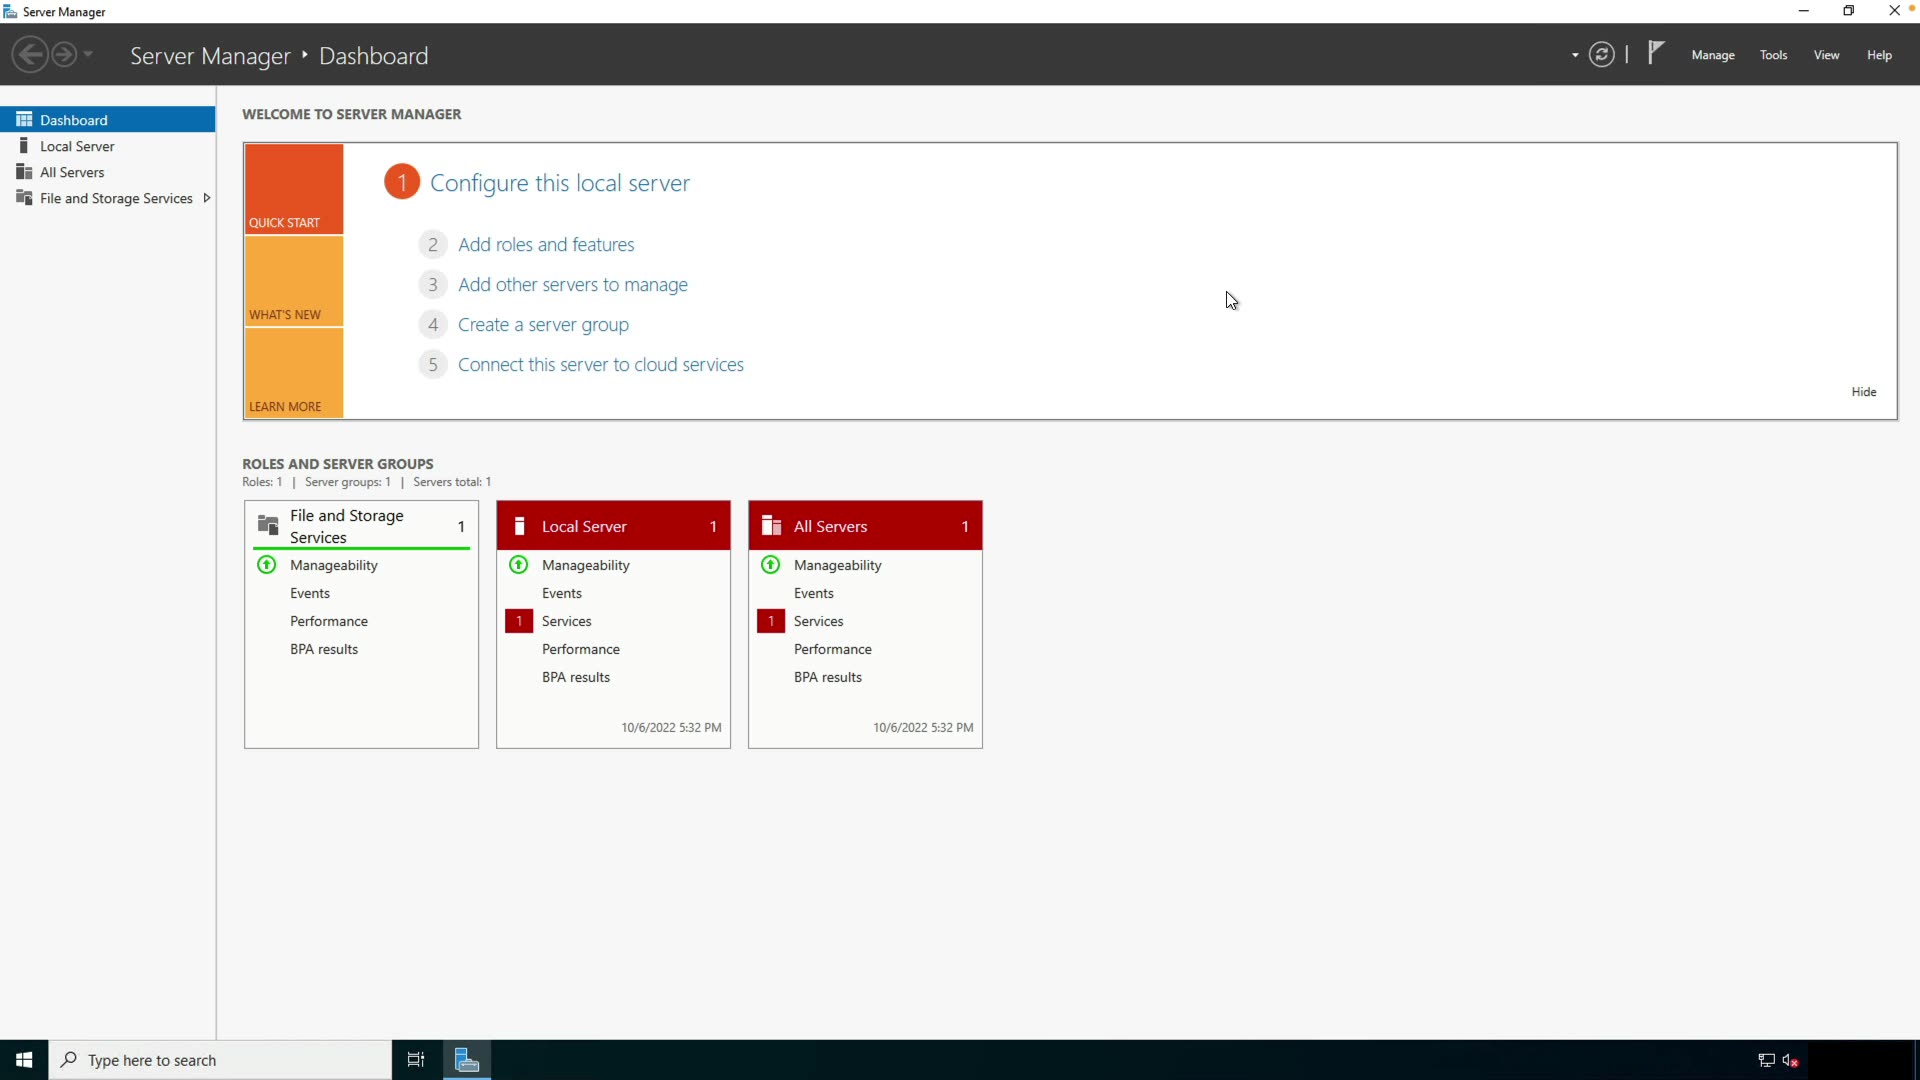 Server Manager
Server Manager ‣ Dashboard
Manage Tools View Help
Dashboard
Local Server
All Servers
File and Storage Services
WELCOME TO SERVER MANAGER
QUICK START
WHAT'S NEW
LEARN MORE
1 Configure this local server
2 Add roles and features
3 Add other servers to manage
4 Create a server group
5 Connect this server to cloud services
Hide
ROLES AND SERVER GROUPS
Roles: 1 | Server groups: 1 | Servers total: 1
File and Storage
Services 1
Manageability
Events
Performance
BPA results
Local Server 1
Manageability
Events
1 Services
Performance
BPA results
10/6/2022 5:32 PM
All Servers 1
Manageability
Events
1 Services
Performance
BPA results
10/6/2022 5:32 PM
Type here to search